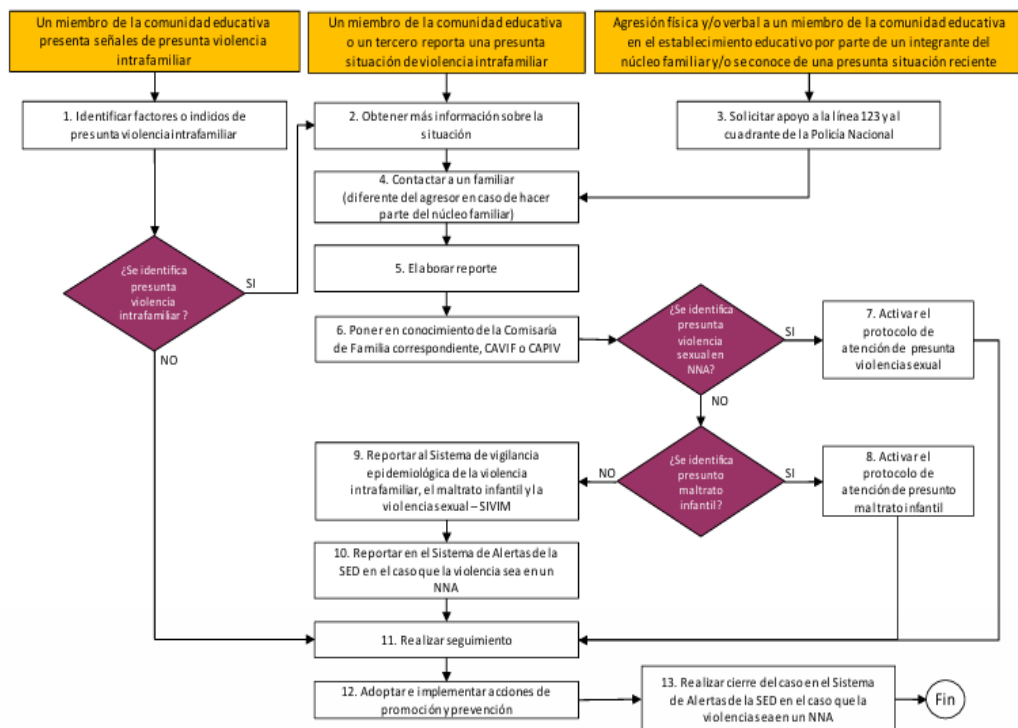 Un miembro de la comunidad educativa
presenta señales de presunta violencia
intrafamiliar
Un miembro de la comunidad educativa
o un tercero reporta una presunta
situación de violencia intrafamiliar
Agresión física y/o verbal a un miembro de la comunidad educativa
en el establecimiento educativo por parte de un integrante del
núcleo familiar y/o se conoce de una presunta situación reciente
1. Identificar factores o indicios de
presunta violencia intrafamiliar
2. Obtener más información sobre la
situación
3. Solicitar apoyo a la línea 123 y al
cuadrante de la Policía Nacional
4. Contactar a un familiar
(diferente del agresor en caso de hacer
parte del núcleo familiar)
¿Se identifica
presunta
violencia
intrafamiliar?
SI
NO
5. Elaborar reporte
6. Poner en conocimiento de la Comisaría
de Familia correspondiente, CAVIF o CAPIV
¿Se identifica
presunta
violencia
sexual en
NNA?
SI
NO
7. Activar el
protocolo de
atención de presunta
violencia sexual
9. Reportar al Sistema de vigilancia
epidemiológica de la violencia
intrafamiliar, el maltrato infantil y la
violencia sexual – SIVIM
NO
¿Se identifica
presunto
maltrato
infantil?
SI
8. Activar el
protocolo de
atención de presunto
maltrato infantil
10. Reportar en el Sistema de Alertas de la
SED en el caso que la violencia sea en un
NNA
11. Realizar seguimiento
12. Adoptar e implementar acciones de
promoción y prevención
13. Realizar cierre del caso en el Sistema
de Alertas de la SED en el caso que la
violencia sea en un NNA
Fin